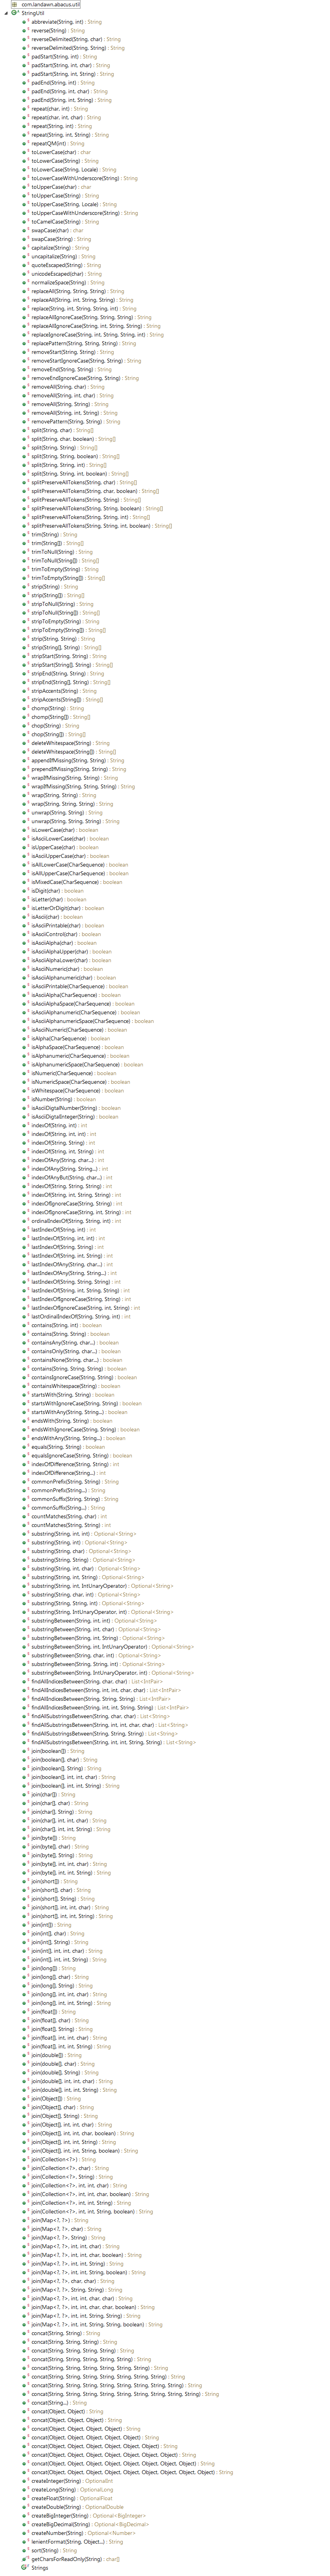 com.landawn.abacus.util
StringUtil
abbreviate(String, int) : String
reverse(String) : String
reverseDelimited(String, char) : String
reverseDelimited(String, String) : String
padStart(String, int) : String
padStart(String, int, char) : String
padStart(String, int, String) : String
padEnd(String, int) : String
padEnd(String, int, char) : String
padEnd(String, int, String) : String
repeat(char, int) : String
repeat(char, int, char) : String
repeat(String, int) : String
repeat(String, int, String) : String
repeatQM(int) : String
toLowerCase(char) : char
toLowerCase(String) : String
toLowerCase(String, Locale) : String
toLowerCaseWithUnderscore(String) : String
toUpperCase(char) : char
toUpperCase(String) : String
toUpperCase(String, Locale) : String
toUpperCaseWithUnderscore(String) : String
toCamelCase(String) : String
swapCase(char) : char
swapCase(String) : String
capitalize(String) : String
uncapitalize(String) : String
quoteEscaped(String) : String
unicodeEscaped(char) : String
normalizeSpace(String) : String
replaceAll(String, String, String) : String
replaceAll(String, int, String, String) : String
replace(String, int, String, String, int) : String
replaceAllIgnoreCase(String, String, String) : String
replaceAllIgnoreCase(String, int, String, String) : String
replaceIgnoreCase(String, int, String, String, int) : String
replacePattern(String, String, String) : String
removeStart(String, String) : String
removeStartIgnoreCase(String, String) : String
removeEnd(String, String) : String
removeEndIgnoreCase(String, String) : String
removeAll(String, char) : String
removeAll(String, int, char) : String
removeAll(String, String) : String
removeAll(String, int, String) : String
removePattern(String, String) : String
split(String, char) : String[]
split(String, char, boolean) : String[]
split(String, String) : String[]
split(String, String, boolean) : String[]
split(String, String, int) : String[]
split(String, String, int, boolean) : String[]
splitPreserveAllTokens(String, char) : String[]
splitPreserveAllTokens(String, char, boolean) : String[]
splitPreserveAllTokens(String, String) : String[]
splitPreserveAllTokens(String, String, boolean) : String[]
splitPreserveAllTokens(String, String, int) : String[]
splitPreserveAllTokens(String, String, int, boolean) : String[]
trim(String) : String
trim(String[]) : String[]
trimToNull(String) : String
trimToNull(String[]) : String[]
trimToEmpty(String) : String
trimToEmpty(String[]) : String[]
strip(String) : String
strip(String[]) : String[]
stripToNull(String) : String
stripToNull(String[]) : String[]
stripToEmpty(String) : String
stripToEmpty(String[]) : String[]
strip(String, String) : String
strip(String[], String) : String[]
stripStart(String, String) : String
stripStart(String[], String) : String[]
stripEnd(String, String) : String
stripEnd(String[], String) : String[]
stripAccents(String) : String
stripAccents(String[]) : String[]
chomp(String) : String
chomp(String[]) : String[]
chop(String) : String
chop(String[]) : String[]
deleteWhitespace(String) : String
deleteWhitespace(String[]) : String[]
appendIfMissing(String, String) : String
prependIfMissing(String, String) : String
wrapIfMissing(String, String) : String
wrapIfMissing(String, String, String) : String
wrap(String, String) : String
wrap(String, String, String) : String
unwrap(String, String) : String
unwrap(String, String, String) : String
isLowerCase(char) : boolean
isAsciiLowerCase(char) : boolean
isUpperCase(char) : boolean
isAsciiUpperCase(char) : boolean
isAllLowerCase(CharSequence) : boolean
isAllUpperCase(CharSequence) : boolean
isMixedCase(CharSequence) : boolean
isDigit(char) : boolean
isLetter(char) : boolean
isLetterOrDigit(char) : boolean
isAscii(char) : boolean
isAsciiPrintable(char) : boolean
isAsciiControl(char) : boolean
isAsciiAlpha(char) : boolean
isAsciiAlphaUpper(char) : boolean
isAsciiAlphaLower(char) : boolean
isAsciiNumeric(char) : boolean
isAsciiAlphanumeric(char) : boolean
isAsciiPrintable(CharSequence) : boolean
isAsciiAlpha(CharSequence) : boolean
isAsciiAlphaSpace(CharSequence) : boolean
isAsciiAlphanumeric(CharSequence) : boolean
isAsciiAlphanumericSpace(CharSequence) : boolean
isAsciiNumeric(CharSequence) : boolean
isAlpha(CharSequence) : boolean
isAlphaSpace(CharSequence) : boolean
isAlphanumeric(CharSequence) : boolean
isAlphanumericSpace(CharSequence) : boolean
isNumeric(CharSequence) : boolean
isNumericSpace(CharSequence) : boolean
isWhitespace(CharSequence) : boolean
isNumber(String) : boolean
isAsciiDigtalNumber(String) : boolean
isAsciiDigtalInteger(String) : boolean
indexOf(String, int) : int
indexOf(String, int, int) : int
indexOf(String, String) : int
indexOf(String, int, String) : int
indexOfAny(String, char...) : int
indexOfAny(String, String...) : int
indexOfAnyBut(String, char...) : int
indexOf(String, String, String) : int
indexOf(String, int, String, String) : int
indexOfIgnoreCase(String, String) : int
indexOfIgnoreCase(String, int, String) : int
ordinalIndexOf(String, String, int) : int
lastIndexOf(String, int) : int
lastIndexOf(String, int, int) : int
lastIndexOf(String, String) : int
lastIndexOf(String, int, String) : int
lastIndexOfAny(String, char...) : int
lastIndexOfAny(String, String...) : int
lastIndexOf(String, String, String) : int
lastIndexOf(String, int, String, String) : int
lastIndexOfIgnoreCase(String, String) : int
lastIndexOfIgnoreCase(String, int, String) : int
lastOrdinalIndexOf(String, String, int) : int
contains(String, int) : boolean
contains(String, String) : boolean
containsAny(String, char...) : boolean
containsOnly(String, char...) : boolean
containsNone(String, char...) : boolean
contains(String, String, String) : boolean
containsIgnoreCase(String, String) : boolean
containsWhitespace(String) : boolean
startsWith(String, String) : boolean
startsWithIgnoreCase(String, String) : boolean
startsWithAny(String, String...) : boolean
endsWith(String, String) : boolean
endsWithIgnoreCase(String, String) : boolean
endsWithAny(String, String...) : boolean
equals(String, String) : boolean
equalsIgnoreCase(String, String) : boolean
indexOfDifference(String, String) : int
indexOfDifference(String...) : int
commonPrefix(String, String) : String
commonPrefix(String...) : String
commonSuffix(String, String) : String
commonSuffix(String...) : String
countMatches(String, char) : int
countMatches(String, String) : int
substring(String, int, int) : Optional<String>
substring(String, int) : Optional<String>
substring(String, char) : Optional<String>
substring(String, String) : Optional<String>
substring(String, int, char) : Optional<String>
substring(String, int, String) : Optional<String>
substring(String, int, IntUnaryOperator) : Optional<String>
substring(String, char, int) : Optional<String>
substring(String, String, int) : Optional<String>
substring(String, IntUnaryOperator, int) : Optional<String>
substringBetween(String, int, int) : Optional<String>
substringBetween(String, int, char) : Optional<String>
substringBetween(String, int, String) : Optional<String>
substringBetween(String, int, IntUnaryOperator) : Optional<String>
substringBetween(String, char, int) : Optional<String>
substringBetween(String, String, int) : Optional<String>
substringBetween(String, IntUnaryOperator, int) : Optional<String>
findAllIndicesBetween(String, char, char) : List<IntPair>
findAllIndicesBetween(String, int, int, char, char) : List<IntPair>
findAllIndicesBetween(String, String, String) : List<IntPair>
findAllIndicesBetween(String, int, int, String, String) : List<IntPair>
findAllSubstringsBetween(String, char, char) : List<String>
findAllSubstringsBetween(String, int, int, char, char) : List<String>
findAllSubstringsBetween(String, String, String) : List<String>
findAllSubstringsBetween(String, int, int, String, String) : List<String>
join(boolean[]) : String
join(boolean[], char) : String
join(boolean[], String) : String
join(boolean[], int, int, char) : String
join(boolean[], int, int, String) : String
join(char[]) : String
join(char[], char) : String
join(char[], String) : String
join(char[], int, int, char) : String
join(char[], int, int, String) : String
join(byte[]) : String
join(byte[], char) : String
join(byte[], String) : String
join(byte[], int, int, char) : String
join(byte[], int, int, String) : String
join(short[]) : String
join(short[], char) : String
join(short[], String) : String
join(short[], int, int, char) : String
join(short[], int, int, String) : String
join(int[]) : String
join(int[], char) : String
join(int[], String) : String
join(int[], int, int, char) : String
join(int[], int, int, String) : String
join(long[]) : String
join(long[], char) : String
join(long[], String) : String
join(long[], int, int, char) : String
join(long[], int, int, String) : String
join(float[]) : String
join(float[], char) : String
join(float[], String) : String
join(float[], int, int, char) : String
join(float[], int, int, String) : String
join(double[]) : String
join(double[], char) : String
join(double[], String) : String
join(double[], int, int, char) : String
join(double[], int, int, String) : String
join(Object[]) : String
join(Object[], char) : String
join(Object[], String) : String
join(Object[], int, int, char) : String
join(Object[], int, int, char, boolean) : String
join(Object[], int, int, String) : String
join(Object[], int, int, String, boolean) : String
join(Collection<?>) : String
join(Collection<?>, char) : String
join(Collection<?>, String) : String
join(Collection<?>, int, int, char) : String
join(Collection<?>, int, int, char, boolean) : String
join(Collection<?>, int, int, String) : String
join(Collection<?>, int, int, String, boolean) : String
join(Map<?, ?>) : String
join(Map<?, ?>, char) : String
join(Map<?, ?>, String) : String
join(Map<?, ?>, int, int, char) : String
join(Map<?, ?>, int, int, char, boolean) : String
join(Map<?, ?>, int, int, String) : String
join(Map<?, ?>, int, int, String, boolean) : String
join(Map<?, ?>, char, char) : String
join(Map<?, ?>, String, String) : String
join(Map<?, ?>, int, int, char, char) : String
join(Map<?, ?>, int, int, char, char, boolean) : String
join(Map<?, ?>, int, int, String, String) : String
join(Map<?, ?>, int, int, String, String, boolean) : String
concat(String, String) : String
concat(String, String, String) : String
concat(String, String, String, String) : String
concat(String, String, String, String, String) : String
concat(String, String, String, String, String, String) : String
concat(String, String, String, String, String, String, String) : String
concat(String, String, String, String, String, String, String, String) : String
concat(String, String, String, String, String, String, String, String, String) : String
concat(String...) : String
concat(Object, Object) : String
concat(Object, Object, Object) : String
concat(Object, Object, Object, Object) : String
concat(Object, Object, Object, Object, Object) : String
concat(Object, Object, Object, Object, Object, Object) : String
concat(Object, Object, Object, Object, Object, Object, Object) : String
concat(Object, Object, Object, Object, Object, Object, Object, Object) : String
concat(Object, Object, Object, Object, Object, Object, Object, Object, Object) : String
createInteger(String) : OptionalInt
createLong(String) : OptionalLong
createFloat(String) : OptionalFloat
createDouble(String) : OptionalDouble
createBigInteger(String) : Optional<BigInteger>
createBigDecimal(String) : Optional<BigDecimal>
createNumber(String) : Optional<Number>
lenientFormat(String, Object...) : String
sort(String) : String
getCharsForReadOnly(String) : char[]
Strings